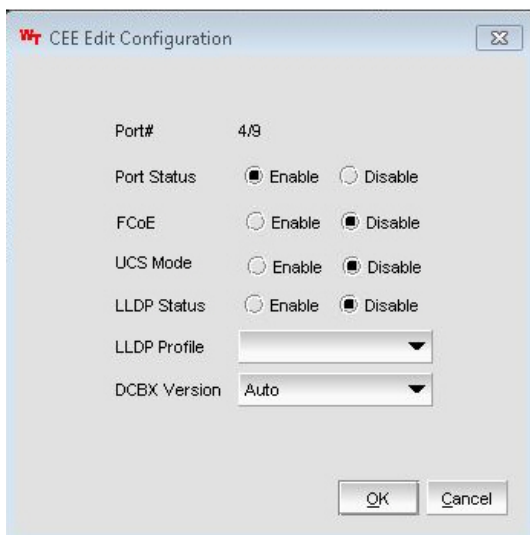 WT CEE Edit Configuration
Port# 4/9
Port Status Enable Disable
FCoE Enable Disable
UCS Mode Enable Disable
LLDP Status Enable Disable
LLDP Profile
DCBX Version Auto
OK Cancel